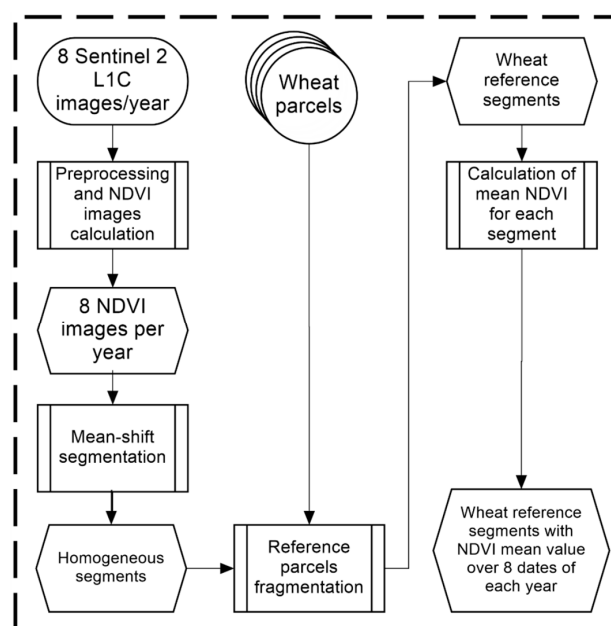 8 Sentinel 2
L1C
images/year
Preprocessing
and NDVI
images
calculation
8 NDVI
images per
year
Mean-shift
segmentation
Homogeneous
segments
Wheat
parcels
Reference
parcels
fragmentation
Wheat
reference
segments
Calculation of
mean NDVI
for each
segment
Wheat reference
segments with
NDVI mean value
over 8 dates of
each year